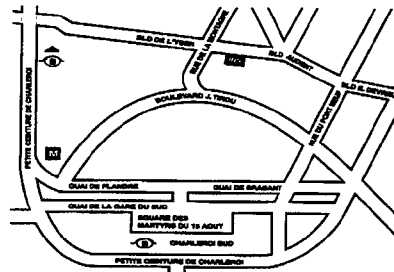 BLD DE L'YSER
RUE DE LA MONTAGNE
BLD AUDENT
BLD S. DEVREUX
PETITE CEINTURE DE CHARLEROI
BOULEVARD J. TIROU
RUE DU PONT NEUF
QUAI DE FLANDRE
QUAI DE BRABANT
QUAI DE LA GARE DU SUD
SQUARE DES
MARTYRS DU 18 AOUT
B
CHARLEROI SUD
PETITE CEINTURE DE CHARLEROI